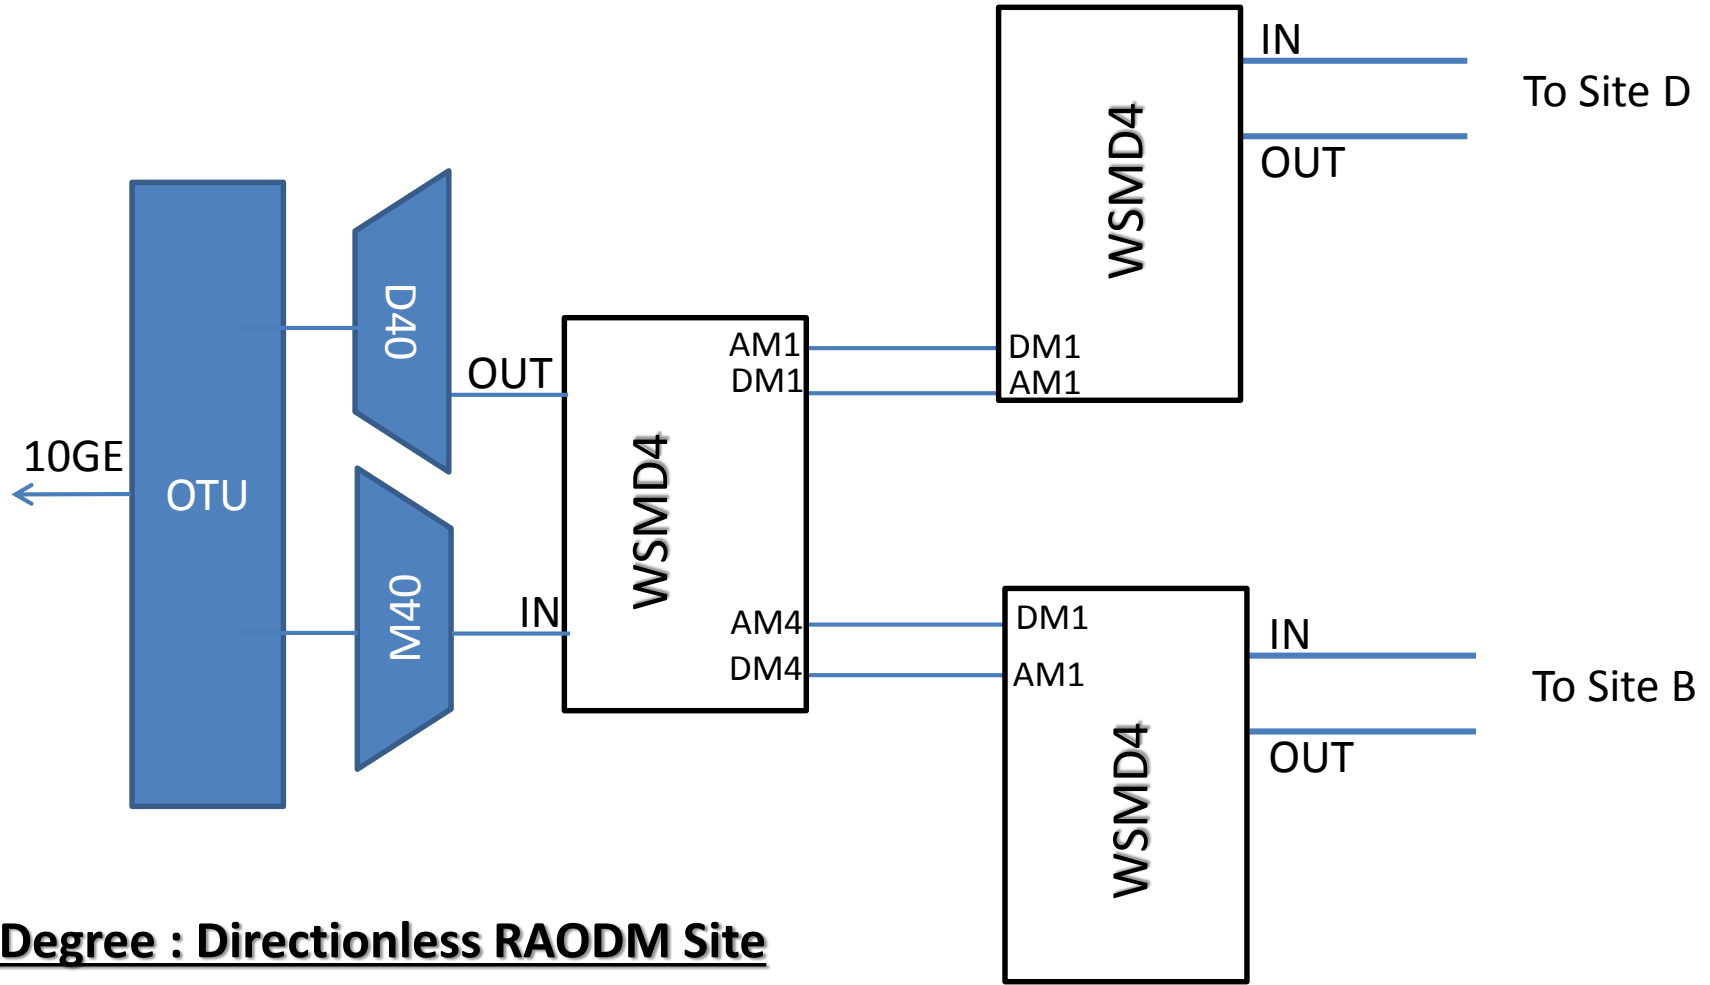 IN
To Site D
WSMD4
OUT
D40
AM1
DM1
DM1
AM1
OUT
10GE
OTU
WSMD4
M40
IN
AM4
DM4
DM1
AM1
IN
To Site B
OUT
WSMD4
Degree : Directionless RAODM Site